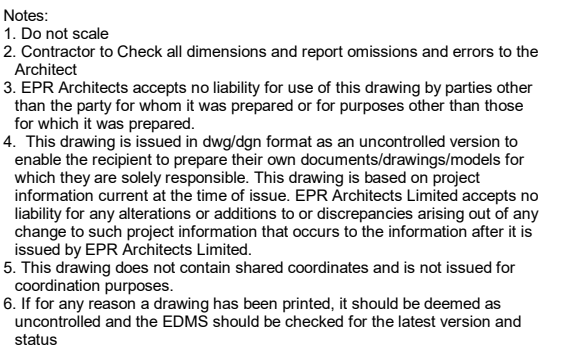 Notes:
1. Do not scale
2. Contractor to Check all dimensions and report omissions and errors to the
Architect
3. EPR Architects accepts no liability for use of this drawing by parties other
than the party for whom it was prepared or for purposes other than those
for which it was prepared.
4. This drawing is issued in dwg/dgn format as an uncontrolled version to
enable the recipient to prepare their own documents/drawings/models for
which they are solely responsible. This drawing is based on project
information current at the time of issue. EPR Architects Limited accepts no
liability for any alterations or additions to or discrepancies arising out of any
change to such project information that occurs to the information after it is
issued by EPR Architects Limited.
5. This drawing does not contain shared coordinates and is not issued for
coordination purposes.
6. If for any reason a drawing has been printed, it should be deemed as
uncontrolled and the EDMS should be checked for the latest version and
status